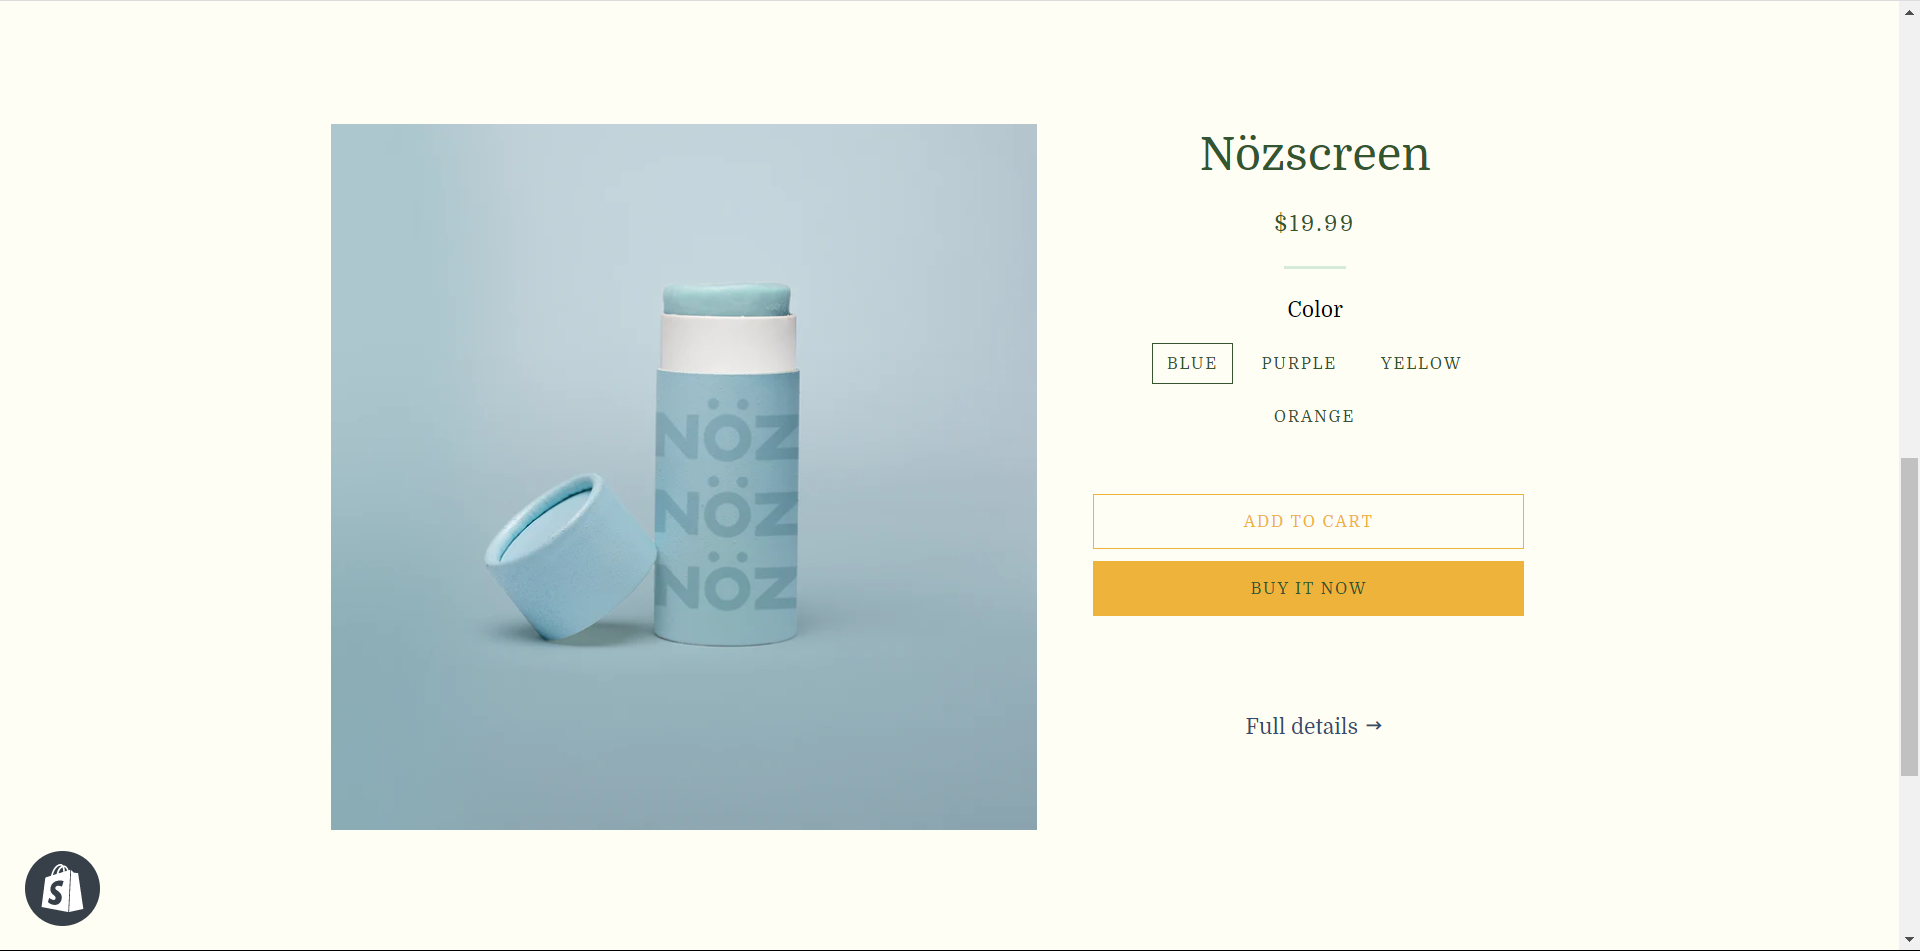 Nözscreen
$19.99
Color
BLUE PURPLE YELLOW
ORANGE
ADD TO CART
BUY IT NOW
Full details →
NÖZ
NÖZ
NÖZ
S